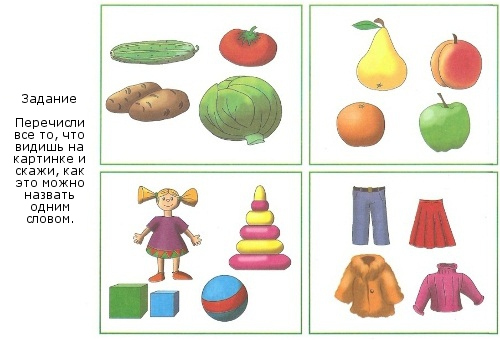 Задание
Перечисли
все то, что
видишь на
картинке и
скажи, как
это можно
назвать
одним
словом.